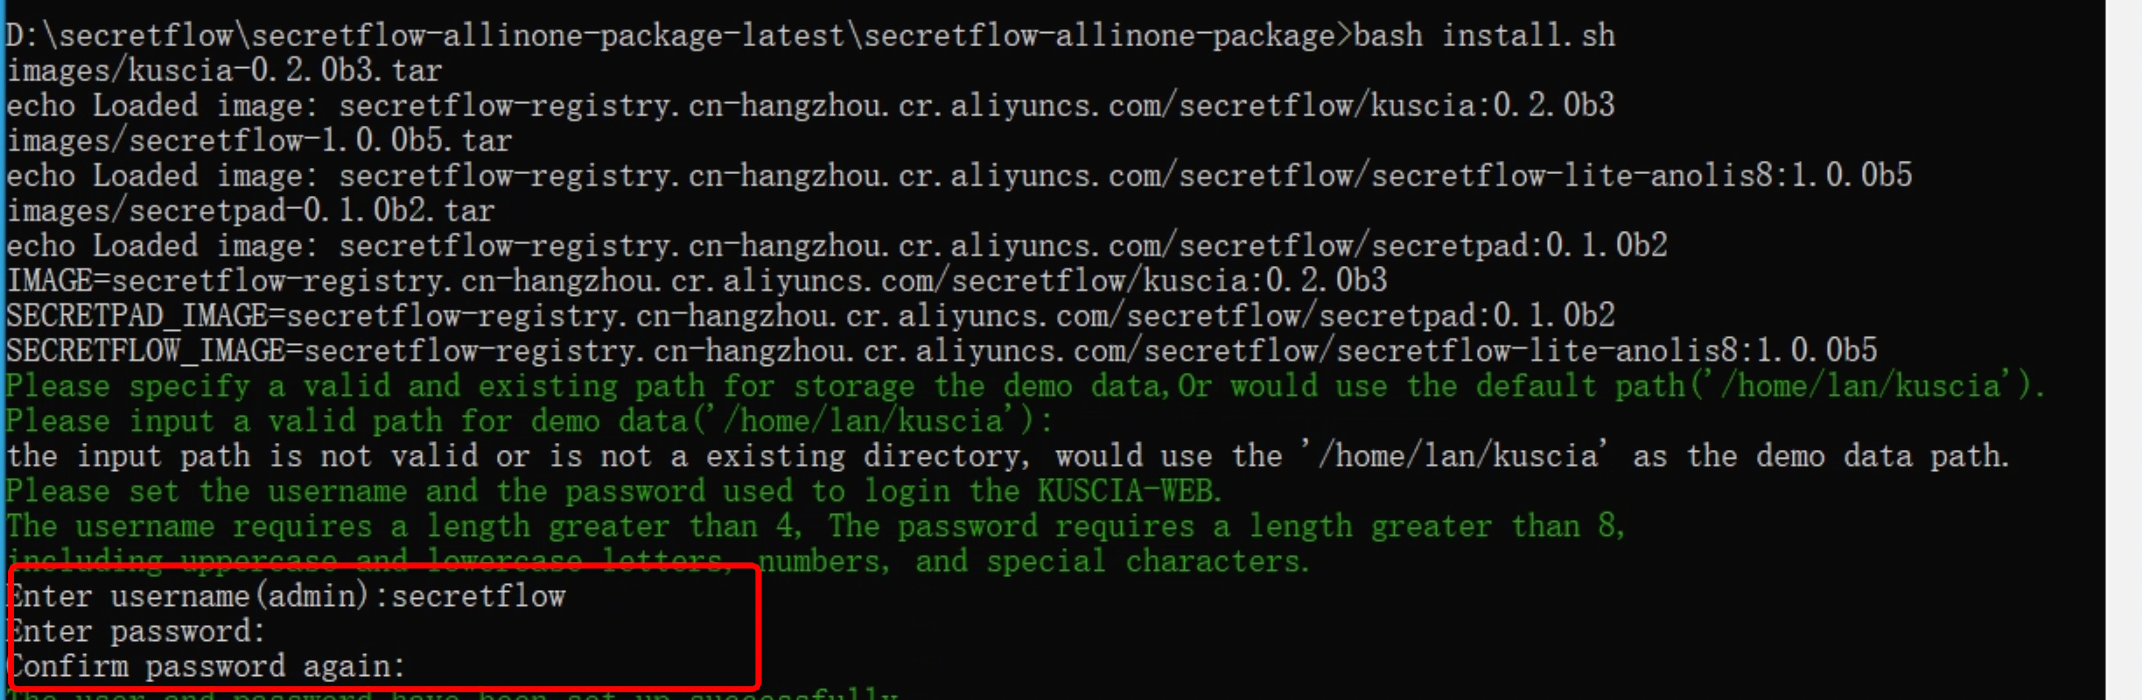 D:\secretflow\secretflow-allinone-package-latest\secretflow-allinone-package>bash install.sh
images/kuscia-0.2.0b3.tar
echo Loaded image: secretflow-registry.cn-hangzhou.cr.aliyuncs.com/secretflow/kuscia:0.2.0b3
images/secretflow-1.0.0b5.tar
echo Loaded image: secretflow-registry.cn-hangzhou.cr.aliyuncs.com/secretflow/secretflow-lite-anolis8:1.0.0b5
images/secretpad-0.1.0b2.tar
echo Loaded image: secretflow-registry.cn-hangzhou.cr.aliyuncs.com/secretflow/secretpad:0.1.0b2
IMAGE=secretflow-registry.cn-hangzhou.cr.aliyuncs.com/secretflow/kuscia:0.2.0b3
SECRETPAD_IMAGE=secretflow-registry.cn-hangzhou.cr.aliyuncs.com/secretflow/secretpad:0.1.0b2
SECRETFLOW_IMAGE=secretflow-registry.cn-hangzhou.cr.aliyuncs.com/secretflow/secretflow-lite-anolis8:1.0.0b5
Please specify a valid and existing path for storage the demo data,Or would use the default path('/home/lan/kuscia').
Please input a valid path for demo data('/home/lan/kuscia'):
the input path is not valid or is not a existing directory, would use the '/home/lan/kuscia' as the demo data path.
Please set the username and the password used to login the KUSCIA-WEB.
The username requires a length greater than 4, The password requires a length greater than 8,
including uppercase and lowercase letters, numbers, and special characters.
Enter username(admin):secretflow
Enter password:
Confirm password again:
The user and password have been set up successfully.